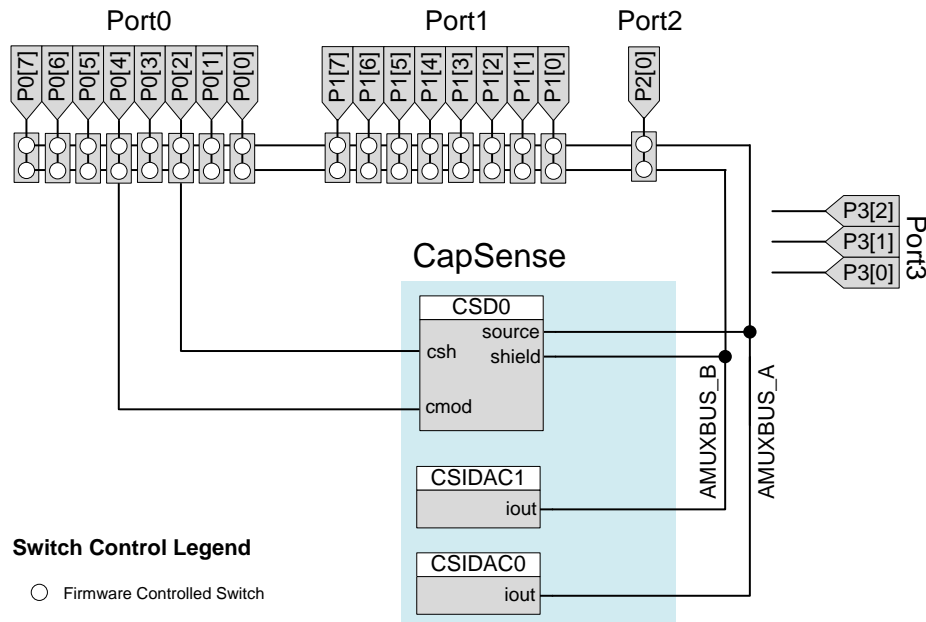 Port0
Port1
Port2
P0[7]
P0[6]
P0[5]
P0[4]
P0[3]
P0[2]
P0[1]
P0[0]
P1[7]
P1[6]
P1[5]
P1[4]
P1[3]
P1[2]
P1[1]
P1[0]
P2[0]
P3[2]
P3[1]
P3[0]
Port3
CapSense
CSD0
source
csh
shield
cmod
AMUXBUS_B
AMUXBUS_A
CSIDAC1
iout
Switch Control Legend
CSIDAC0
Firmware Controlled Switch
iout